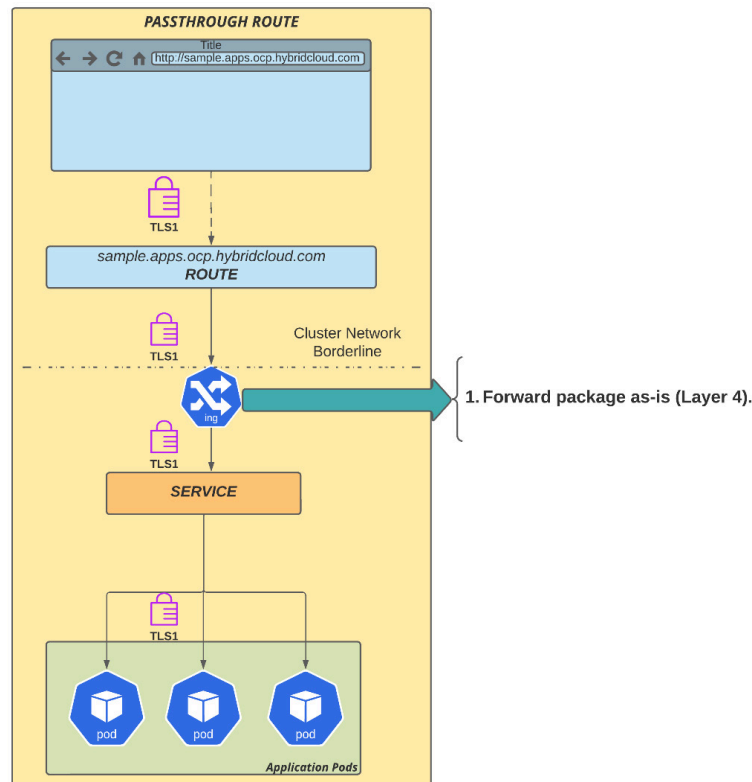 PASSTHROUGH ROUTE
Title
http://sample.apps.ocp.hybridcloud.com
TLS1
sample.apps.ocp.hybridcloud.com
ROUTE
TLS1
Cluster Network
Borderline
ing
1. Forward package as-is (Layer 4).
TLS1
SERVICE
TLS1
pod
pod
pod
Application Pods